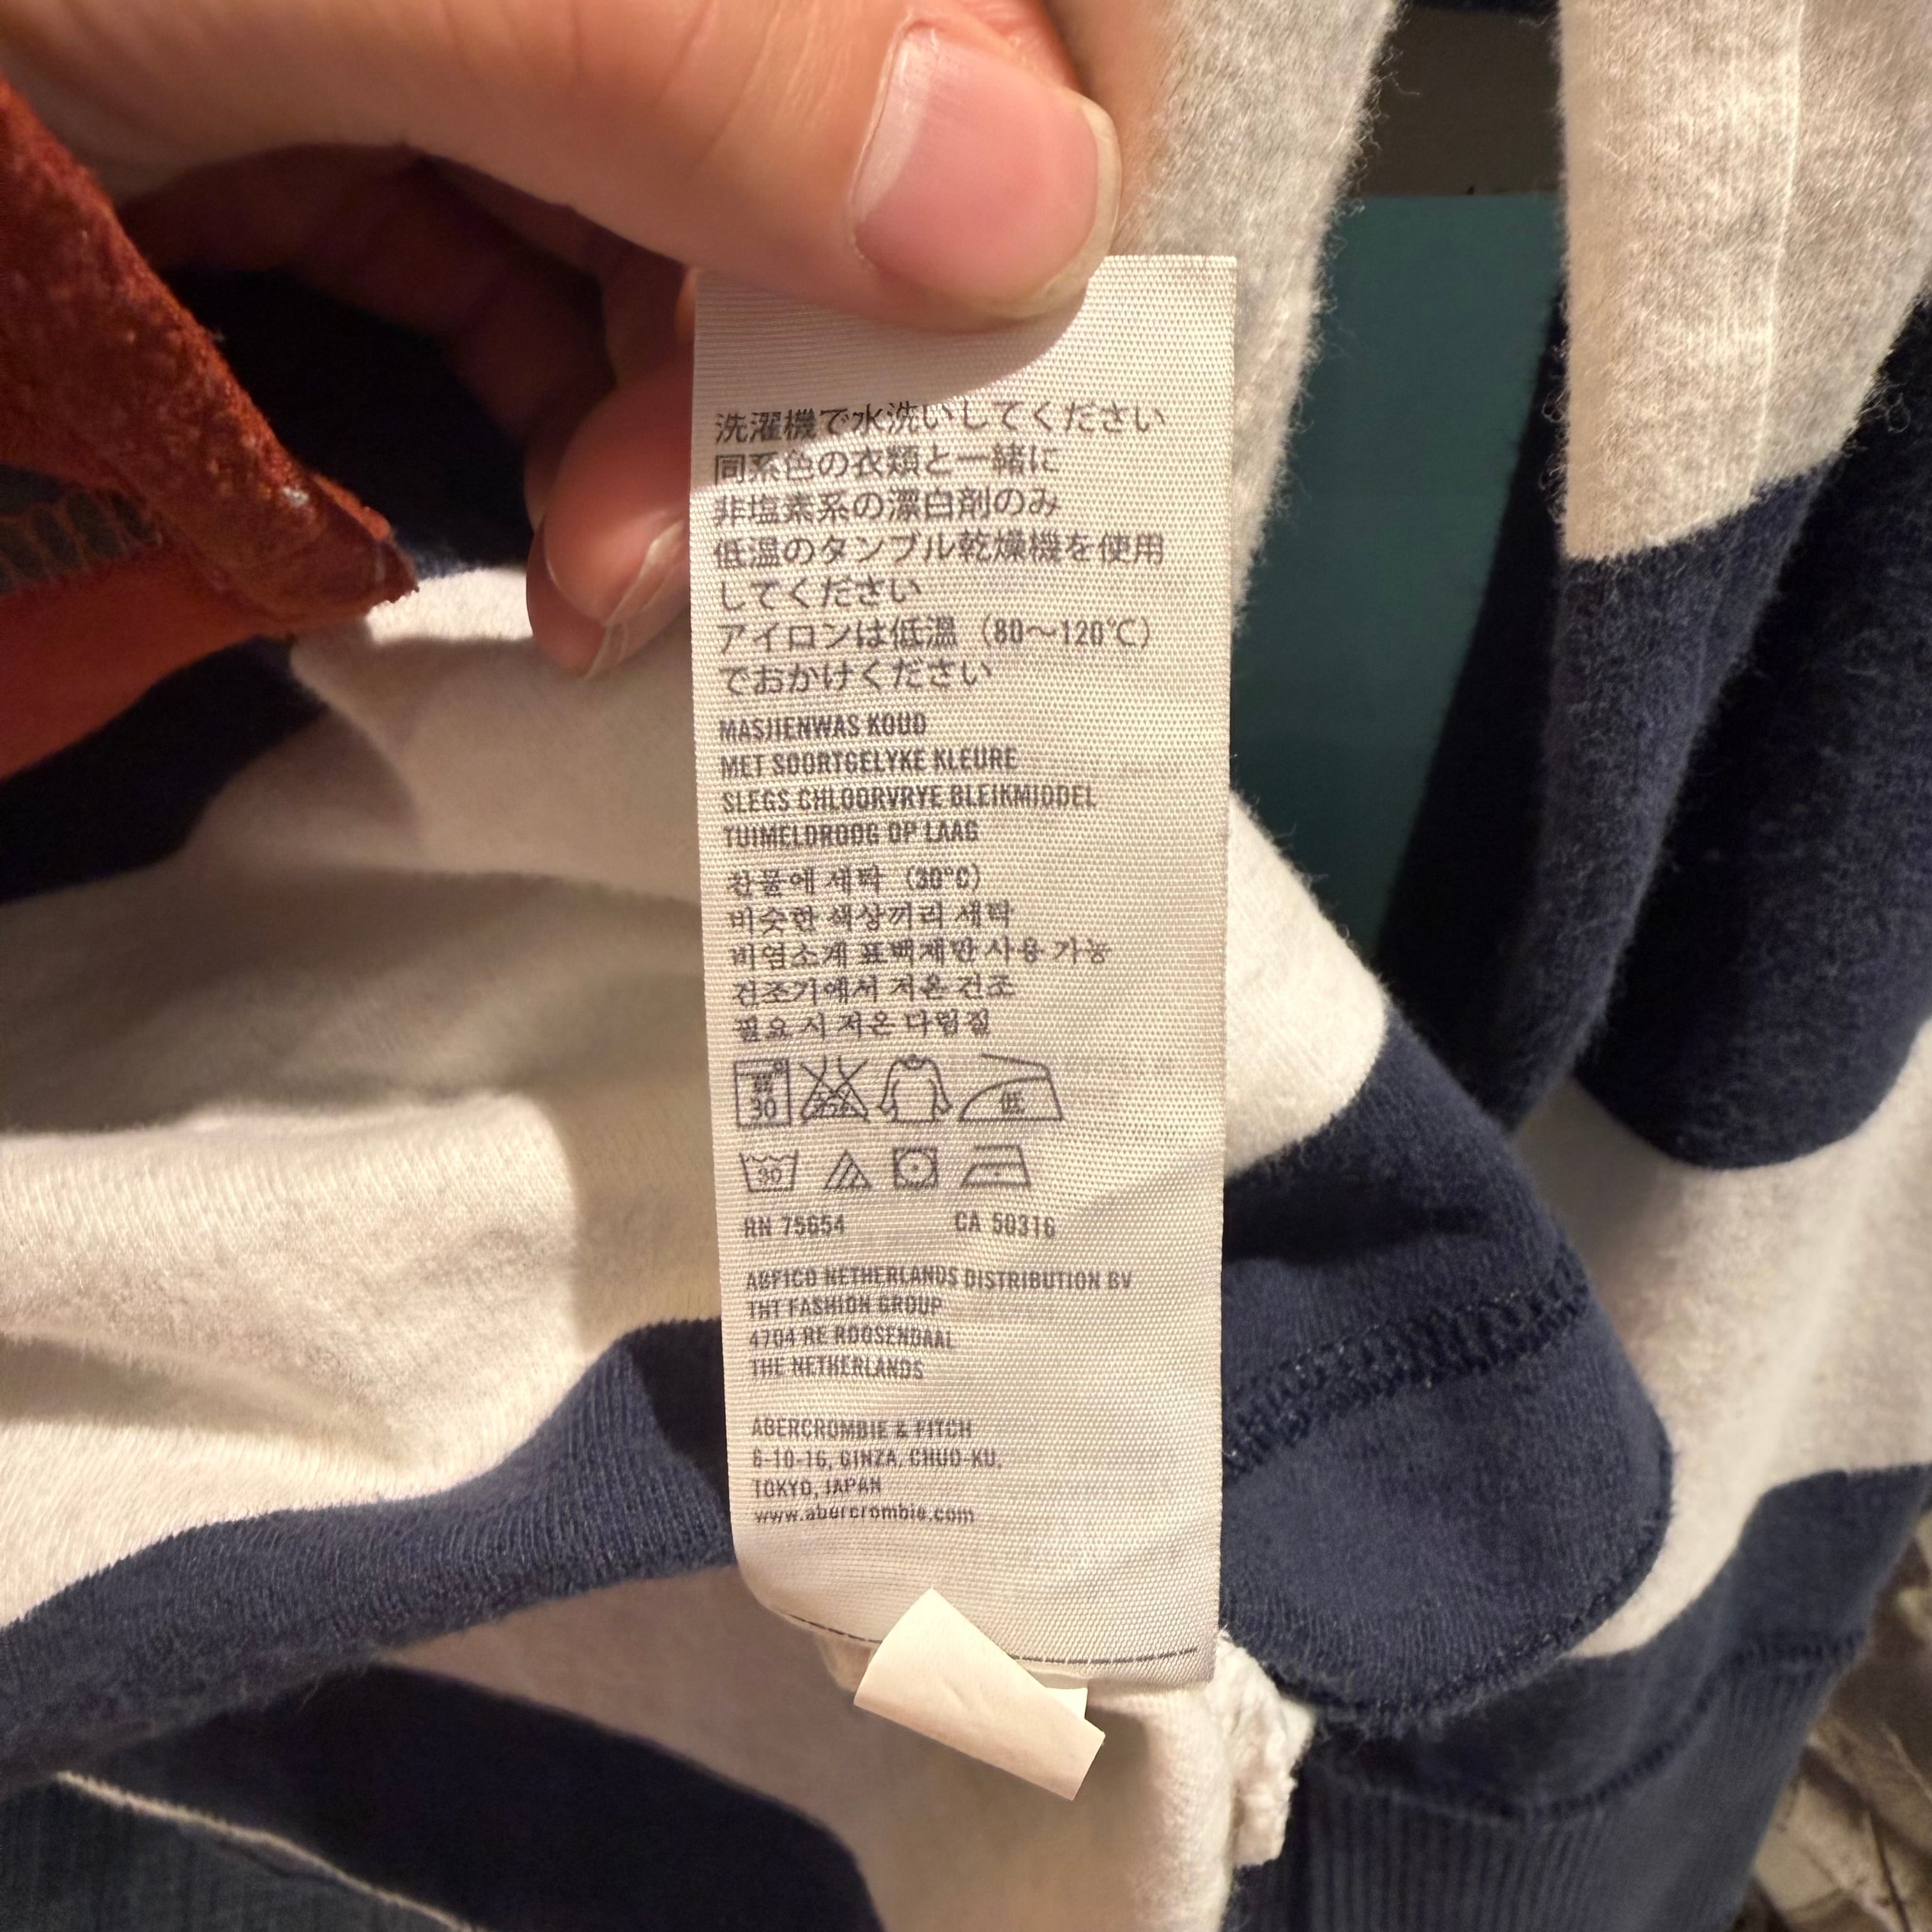 洗濯機で水洗いしてください
同系色の衣類と一緒に
非塩素系の漂白剤のみ
低温のタンブル乾燥機を使用
してください
アイロンは低温（80～120℃）
でおかけください
MASJIENWAS KOUD
MET SOORTGELYKE KLEURE
SLEGS CHLOORVRYE BLEIKMIDDEL
TUIMELDROOG OP LAAG
찬물에 세탁 (30°C)
비슷한 색상끼리 세탁
비염소계 표백제만 사용 가능
건조기에서 저온 건조
필요 시 저온 다림질
30 低
30
RN 75654 CA 50316
ABFICO NETHERLANDS DISTRIBUTION BV
TNT FASHION GROUP
4704 RE ROOSENDAAL
THE NETHERLANDS
ABERCROMBIE & FITCH
6-10-16, GINZA, CHUO-KU,
TOKYO, JAPAN
www.abercrombie.com